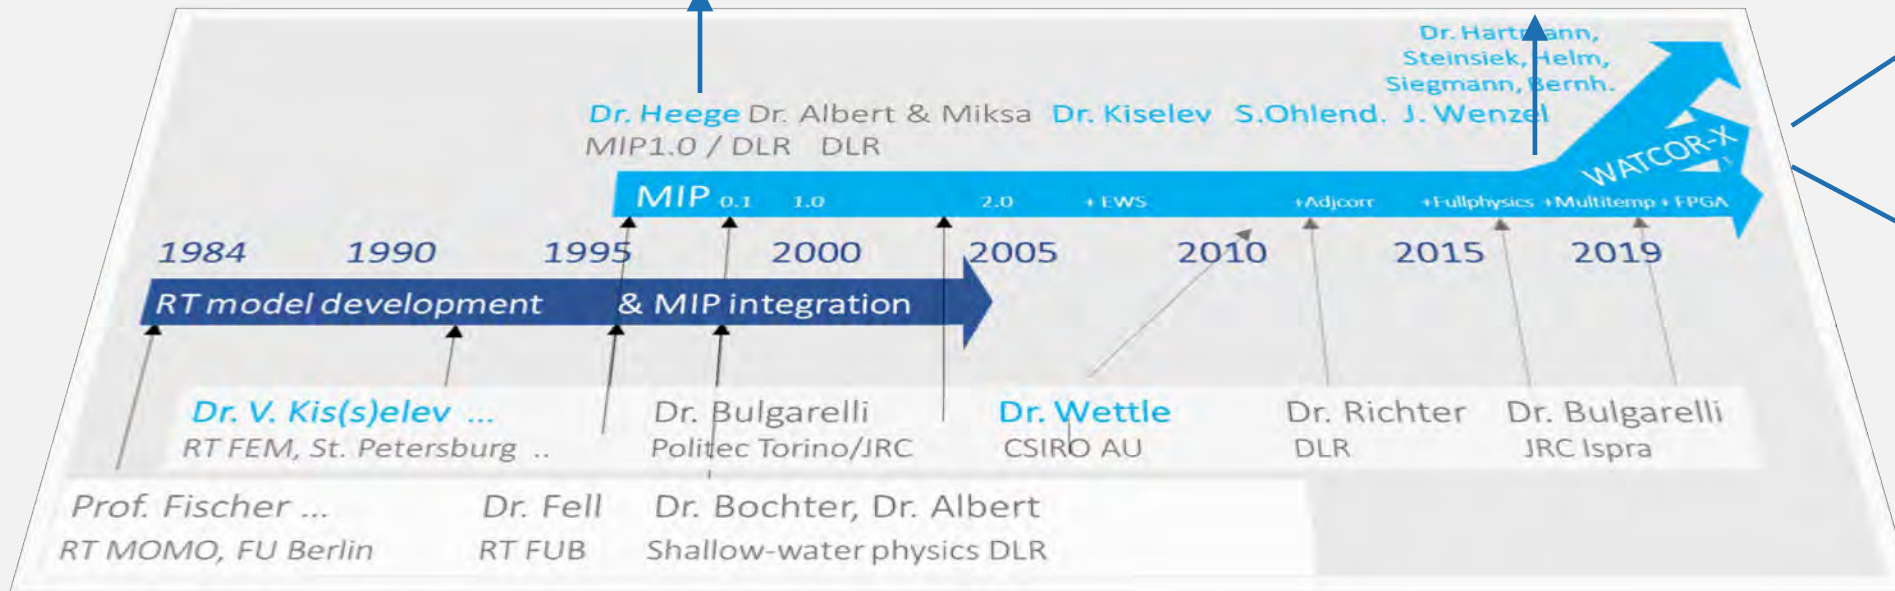 Dr. Hartmann,
Steinsiek, Helm,
Siegmann, Bernh.
Dr. Heege Dr. Albert & Miksa Dr. Kiselev S.Ohlend. J. Wenzel
MIP1.0 / DLR DLR
WATCOR-X
MIP 0.1 1.0 2.0 + EWS +Adjcorr +Fullphysics +Multitemp + FPGA
1984 1990 1995 2000 2005 2010 2015 2019
RT model development & MIP integration
Dr. V. Kis(s)elev ... Dr. Bulgarelli Dr. Wettle Dr. Richter Dr. Bulgarelli
RT FEM, St. Petersburg .. Politec Torino/JRC CSIRO AU DLR JRC Ispra
Prof. Fischer ... Dr. Fell Dr. Bochter, Dr. Albert
RT MOMO, FU Berlin RT FUB Shallow-water physics DLR